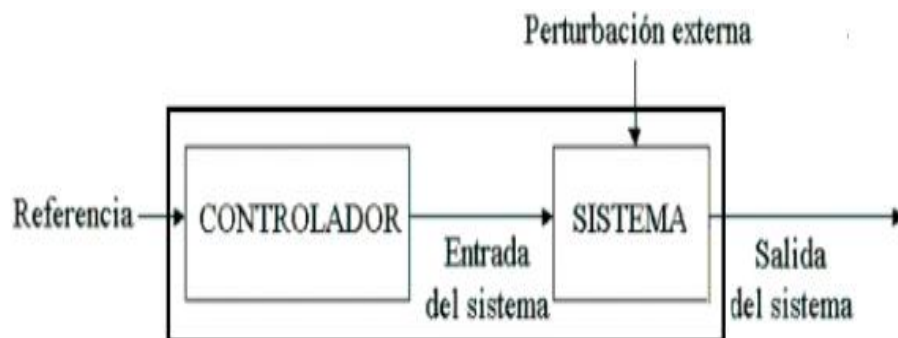 Perturbación externa
Referencia
CONTROLADOR
Entrada
del sistema
SISTEMA
Salida
del sistema